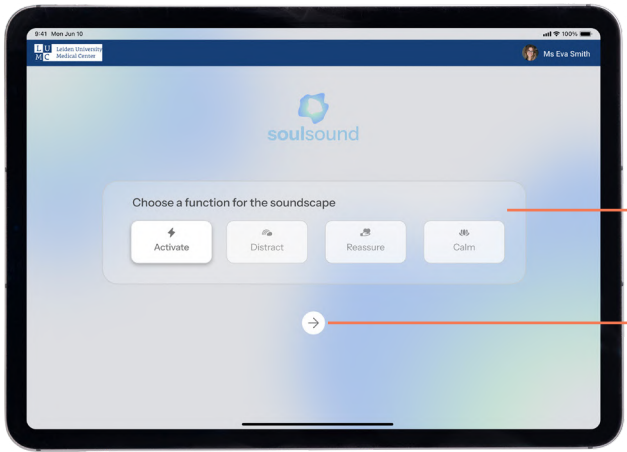 9:41 Mon Jun 10
100%
L U Leiden University
M C Medical Center
Ms Eva Smith
soulsound
Choose a function for the soundscape
Activate
Distract
Reassure
Calm